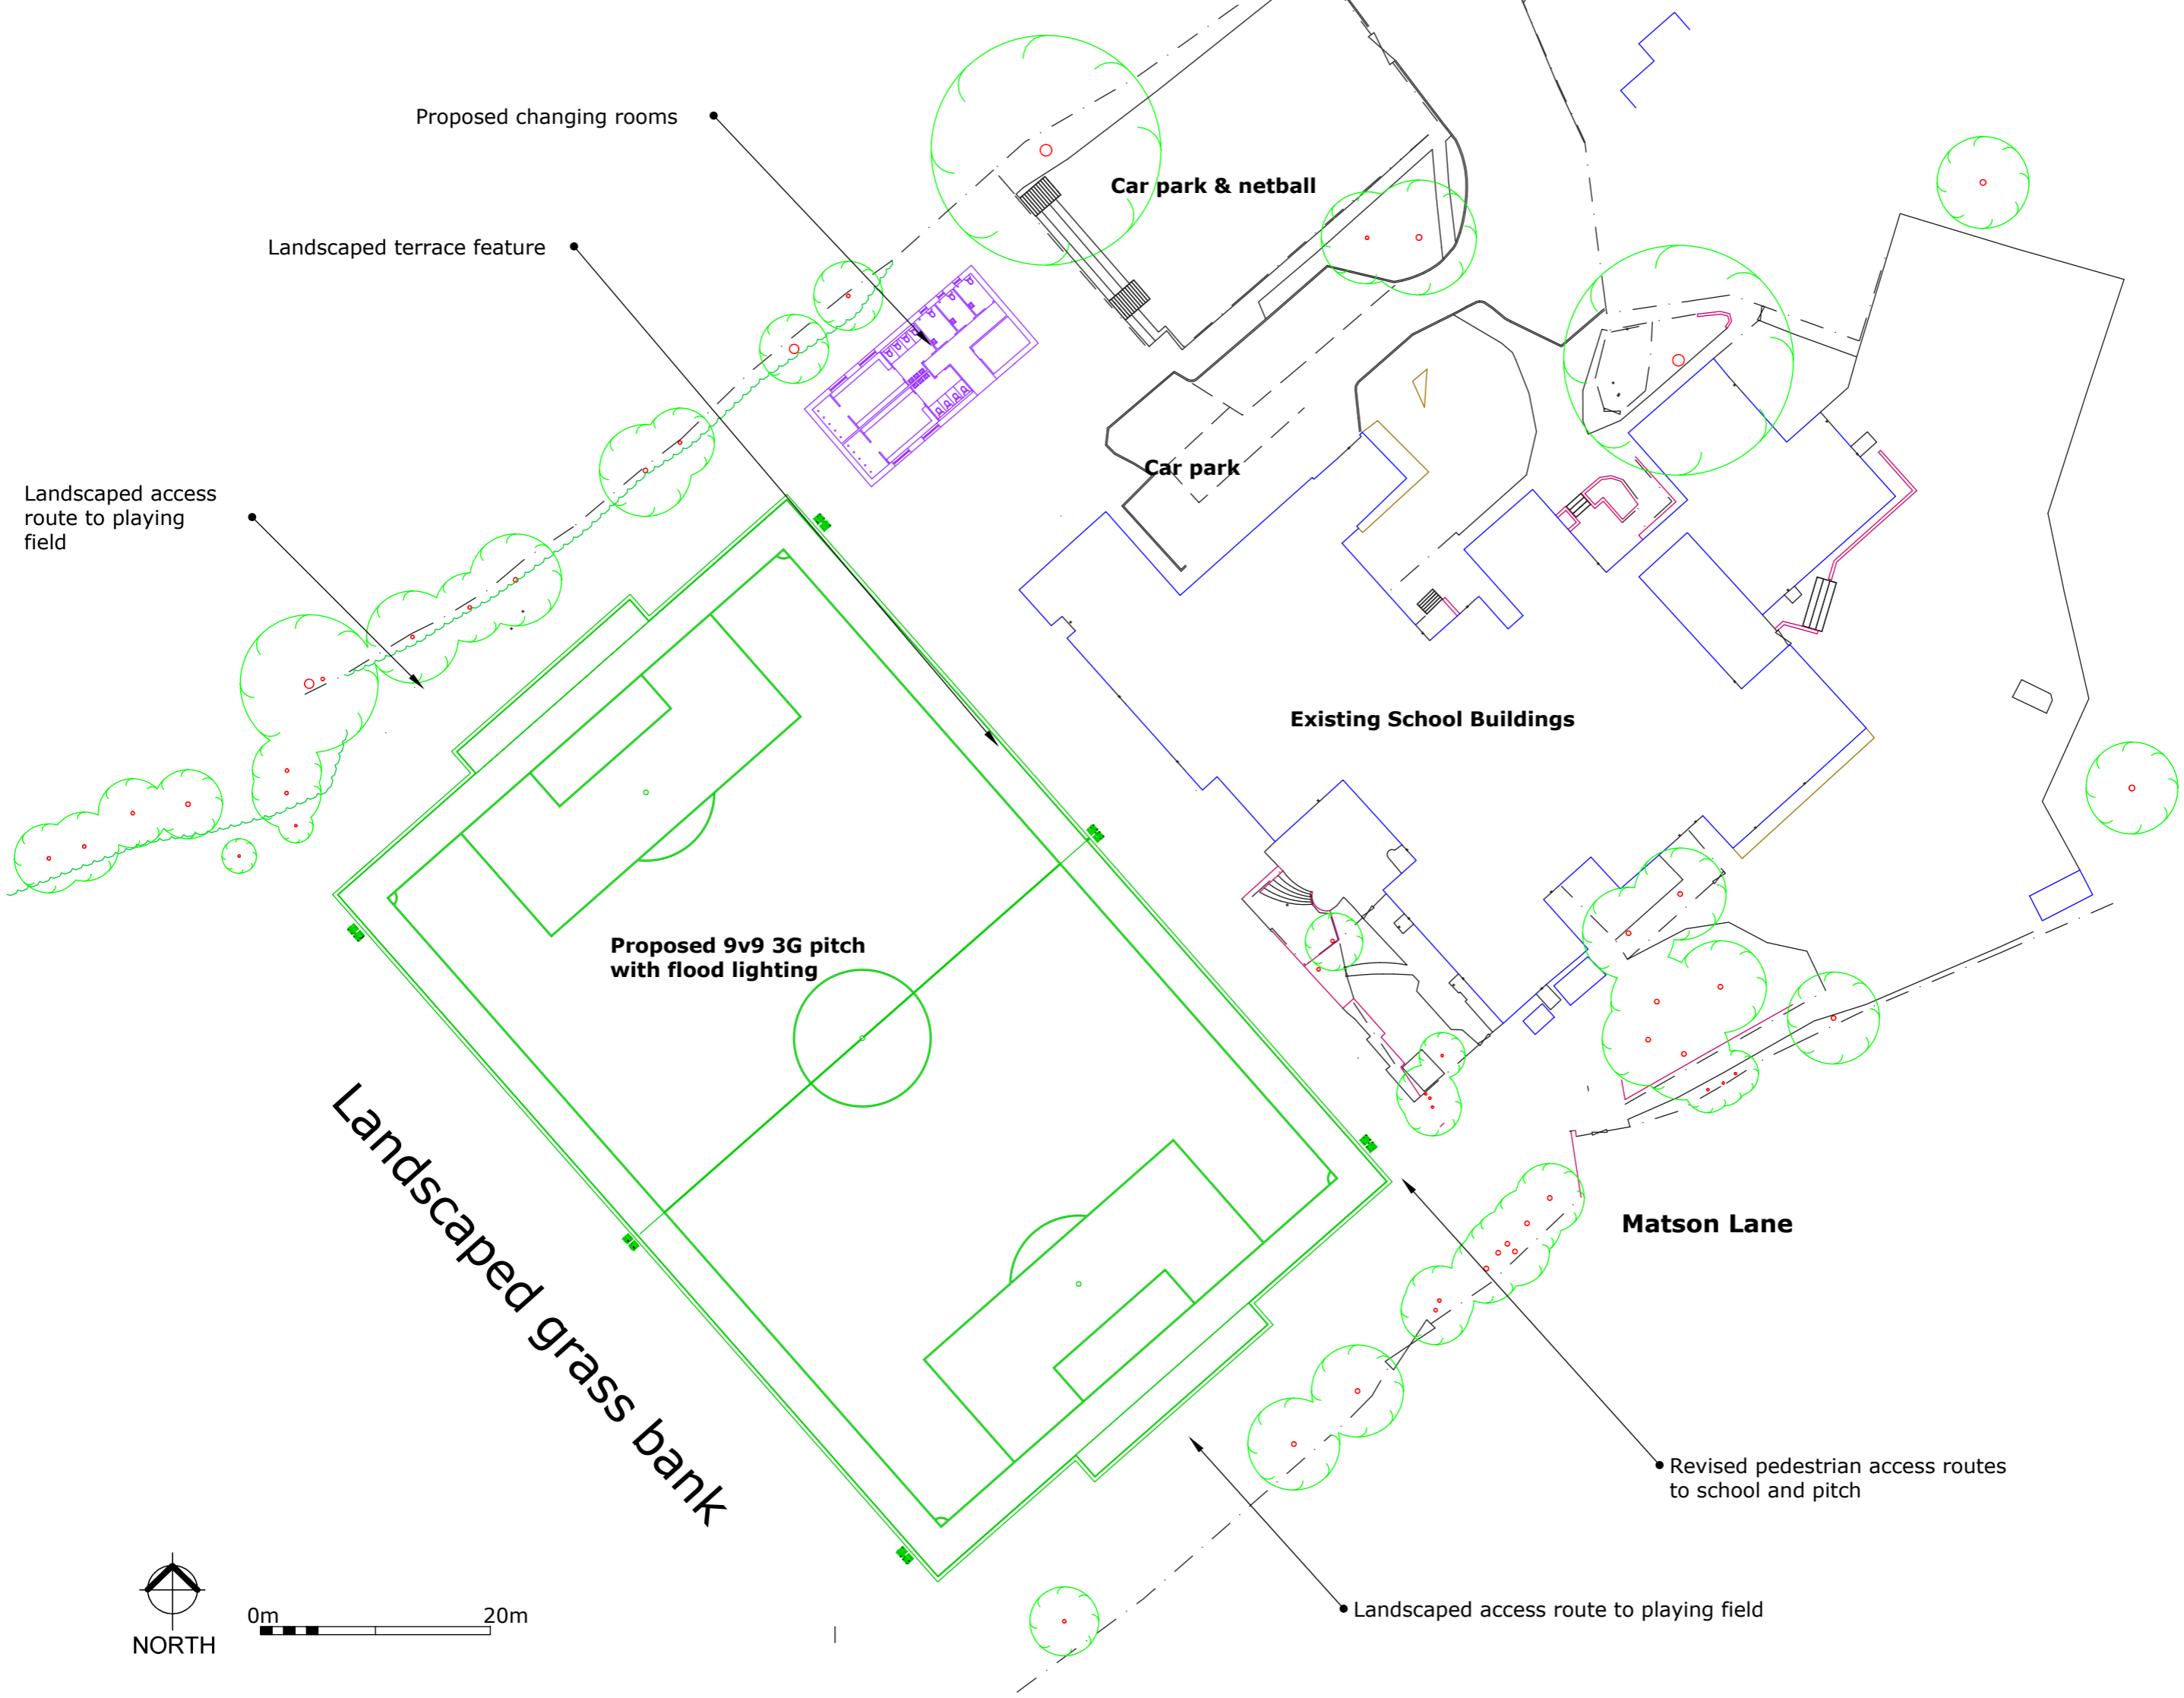 Proposed changing rooms
Car park & netball
Landscaped terrace feature
Car park
Landscaped access
route to playing
field
Existing School Buildings
Proposed 9v9 3G pitch
with flood lighting
Landscaped grass bank
Matson Lane
Revised pedestrian access routes
to school and pitch
Landscaped access route to playing field
0m 20m
NORTH